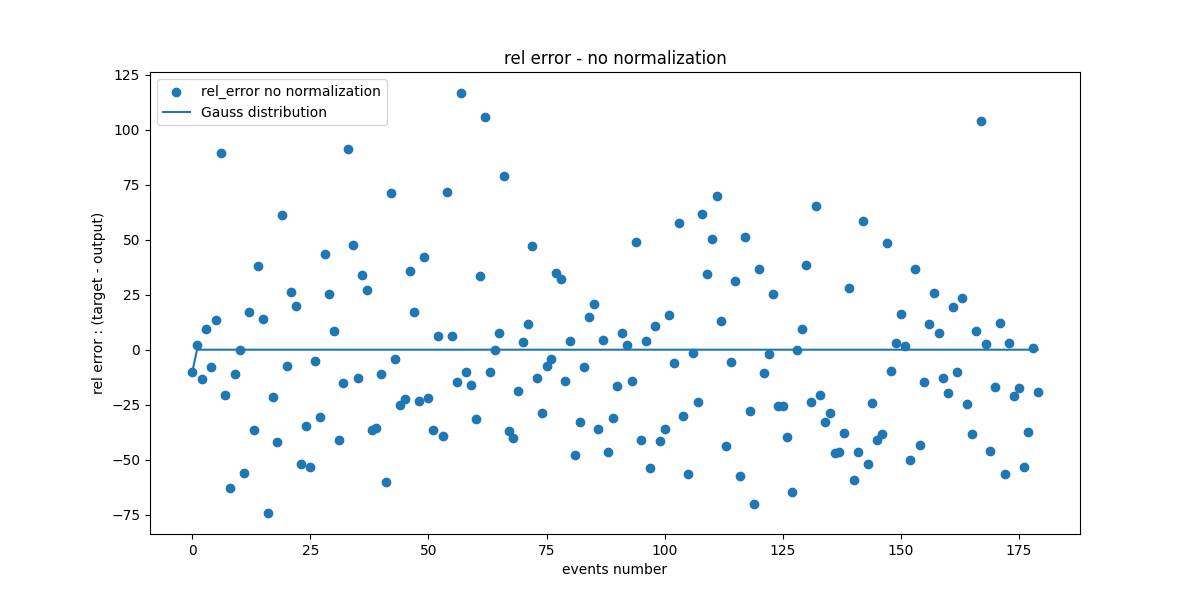 rel error - no normalization
rel_error no normalization
Gauss distribution
rel error : (target - output)
125
100
75
50
25
0
−25
−50
−75
0 25 50 75 100 125 150 175
events number